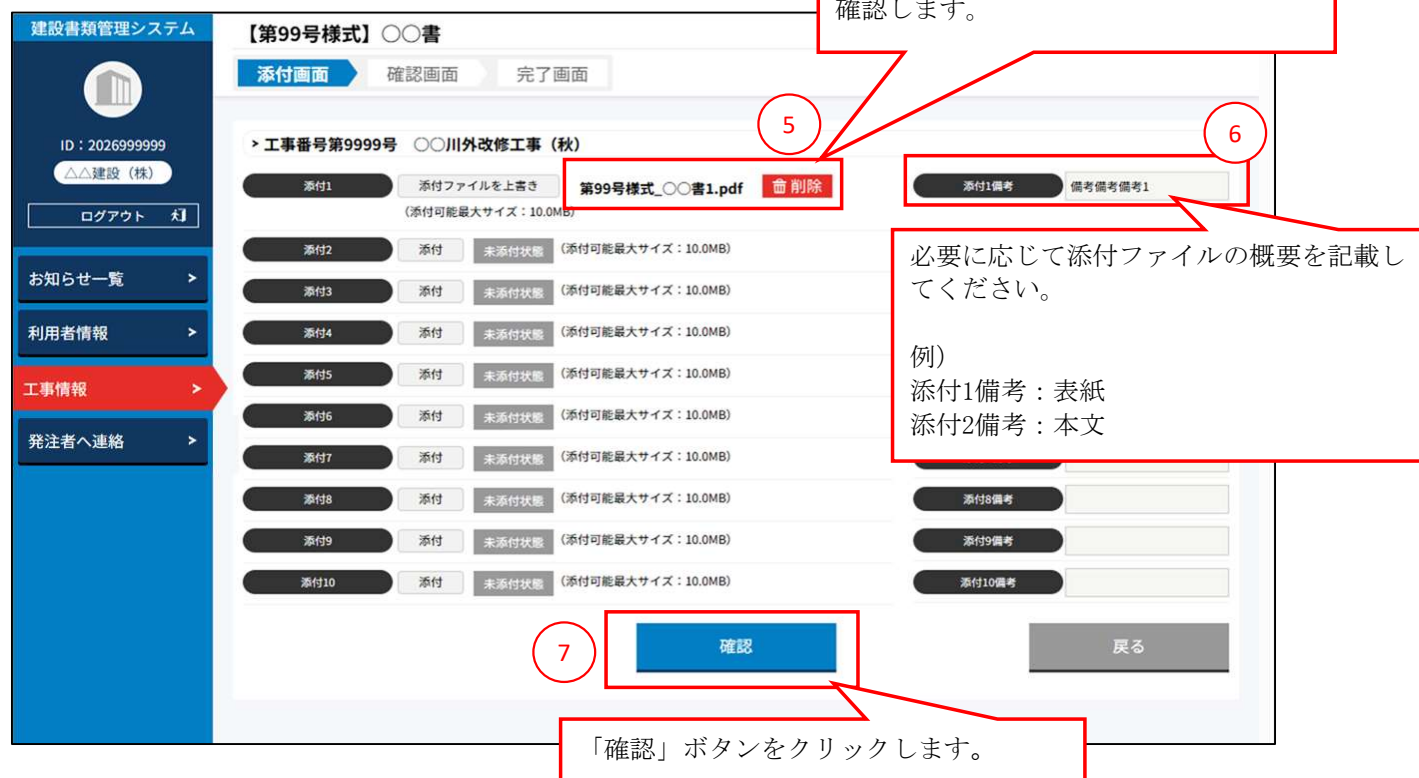 確認します。
建設書類管理システム
【第99号様式】○○書
添付画面 確認画面 完了画面
5
6
ID：2026999999
△△建設（株）
ログアウト
お知らせ一覧 >
利用者情報 >
工事情報 >
発注者へ連絡 >
> 工事番号第9999号 ○○川外改修工事（秋）
添付1 添付ファイルを上書き 第99号様式_○○書1.pdf 削除 添付1備考 備考備考備考1
（添付可能最大サイズ：10.0MB）
添付2 添付 未添付状態 （添付可能最大サイズ：10.0MB）
添付3 添付 未添付状態 （添付可能最大サイズ：10.0MB）
添付4 添付 未添付状態 （添付可能最大サイズ：10.0MB）
添付5 添付 未添付状態 （添付可能最大サイズ：10.0MB）
添付6 添付 未添付状態 （添付可能最大サイズ：10.0MB）
添付7 添付 未添付状態 （添付可能最大サイズ：10.0MB）
添付8 添付 未添付状態 （添付可能最大サイズ：10.0MB） 添付8備考
添付9 添付 未添付状態 （添付可能最大サイズ：10.0MB） 添付9備考
添付10 添付 未添付状態 （添付可能最大サイズ：10.0MB） 添付10備考
必要に応じて添付ファイルの概要を記載し
てください。
例）
添付1備考：表紙
添付2備考：本文
7
確認 戻る
「確認」ボタンをクリックします。